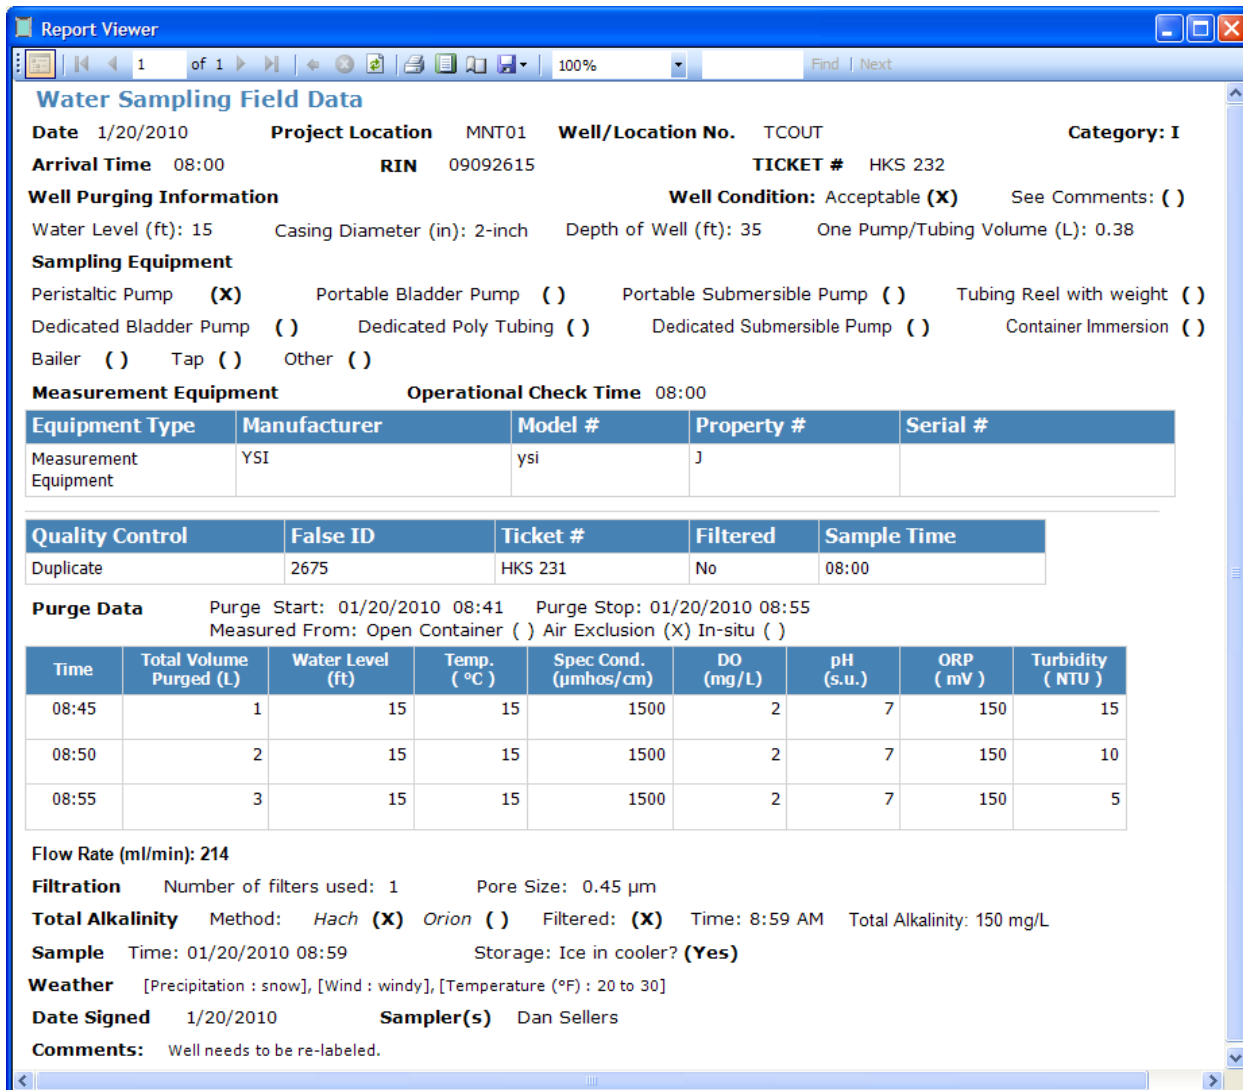 Report Viewer
1 of 1 100% Find | Next
Water Sampling Field Data
Date 1/20/2010 Project Location MNT01 Well/Location No. TCOUT Category: I
Arrival Time 08:00 RIN 09092615 TICKET # HKS 232
Well Purging Information Well Condition: Acceptable (X) See Comments: ( )
Water Level (ft): 15 Casing Diameter (in): 2-inch Depth of Well (ft): 35 One Pump/Tubing Volume (L): 0.38
Sampling Equipment
Peristaltic Pump (X) Portable Bladder Pump ( ) Portable Submersible Pump ( ) Tubing Reel with weight ( )
Dedicated Bladder Pump ( ) Dedicated Poly Tubing ( ) Dedicated Submersible Pump ( ) Container Immersion ( )
Bailer ( ) Tap ( ) Other ( )
Measurement Equipment Operational Check Time 08:00
Equipment Type Manufacturer Model # Property # Serial #
Measurement YSI ysi J
Equipment
Quality Control False ID Ticket # Filtered Sample Time
Duplicate 2675 HKS 231 No 08:00
Purge Data Purge Start: 01/20/2010 08:41 Purge Stop: 01/20/2010 08:55
Measured From: Open Container ( ) Air Exclusion (X) In-situ ( )
Time Total Volume Purged (L) Water Level (ft) Temp. ( ºC ) Spec Cond. (µmhos/cm) DO (mg/L) pH (s.u.) ORP ( mV ) Turbidity ( NTU )
08:45 1 15 15 1500 2 7 150 15
08:50 2 15 15 1500 2 7 150 10
08:55 3 15 15 1500 2 7 150 5
Flow Rate (ml/min): 214
Filtration Number of filters used: 1 Pore Size: 0.45 µm
Total Alkalinity Method: Hach (X) Orion ( ) Filtered: (X) Time: 8:59 AM Total Alkalinity: 150 mg/L
Sample Time: 01/20/2010 08:59 Storage: Ice in cooler? (Yes)
Weather [Precipitation : snow], [Wind : windy], [Temperature (ºF) : 20 to 30]
Date Signed 1/20/2010 Sampler(s) Dan Sellers
Comments: Well needs to be re-labeled.